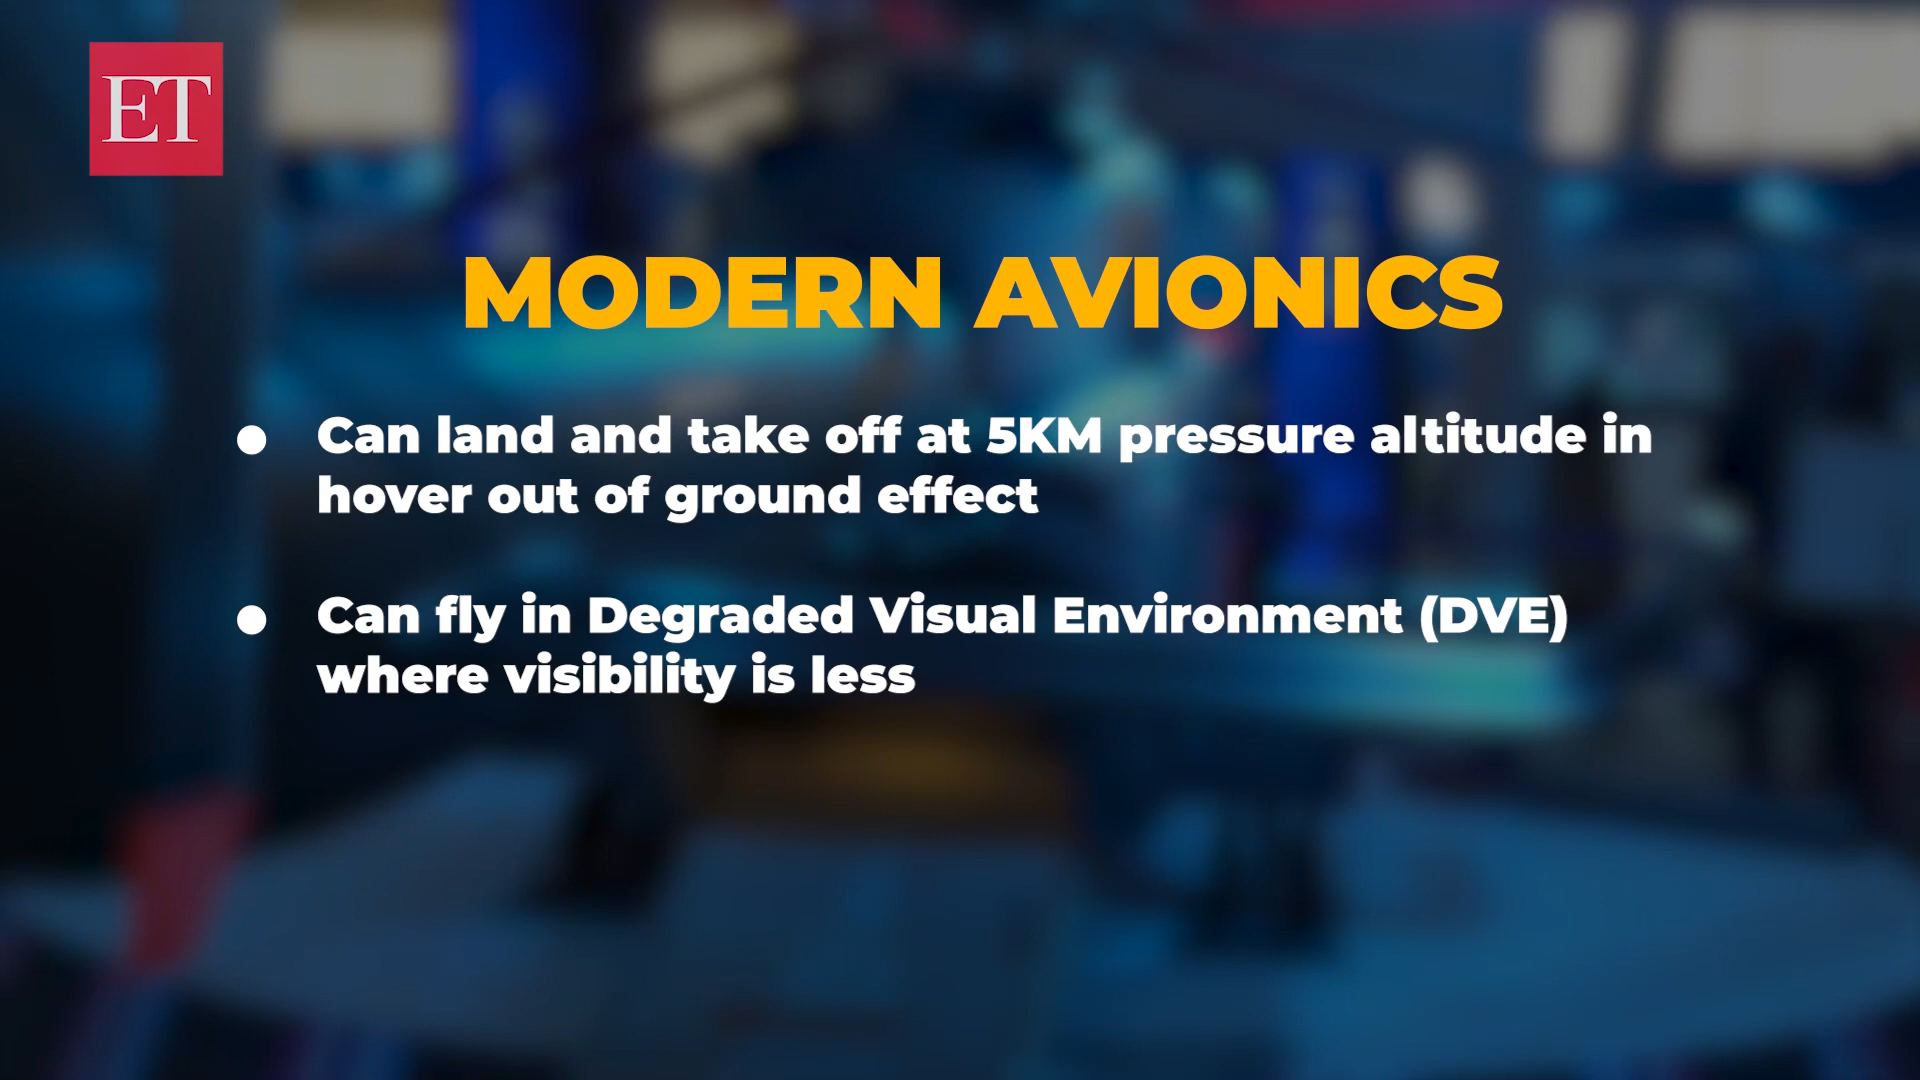 ET
MODERN AVIONICS
● Can land and take off at 5KM pressure altitude in
hover out of ground effect
● Can fly in Degraded Visual Environment (DVE)
where visibility is less